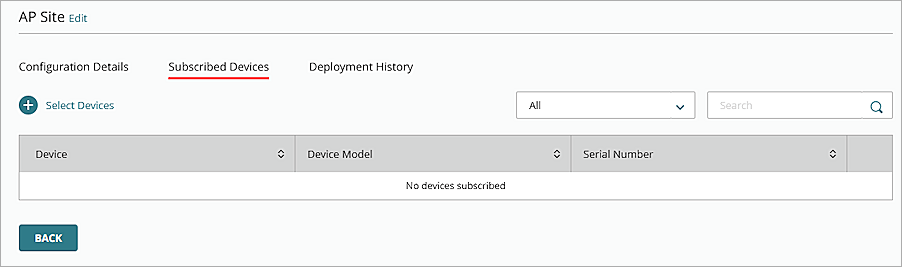 AP Site Edit
Configuration Details Subscribed Devices Deployment History
Select Devices All Search
Device Device Model Serial Number
No devices subscribed
BACK